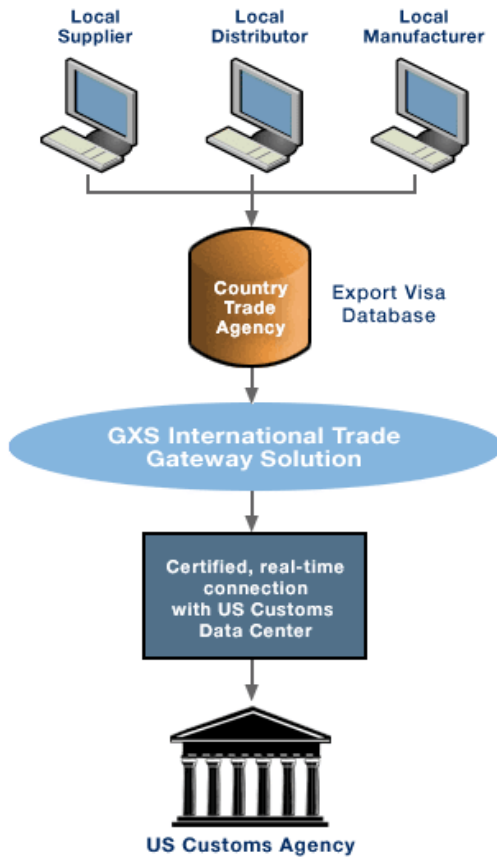 Local
Supplier
Local
Distributor
Local
Manufacturer
Country
Trade
Agency
Export Visa
Database
GXS International Trade
Gateway Solution
Certified, real-time
connection
with US Customs
Data Center
US Customs Agency